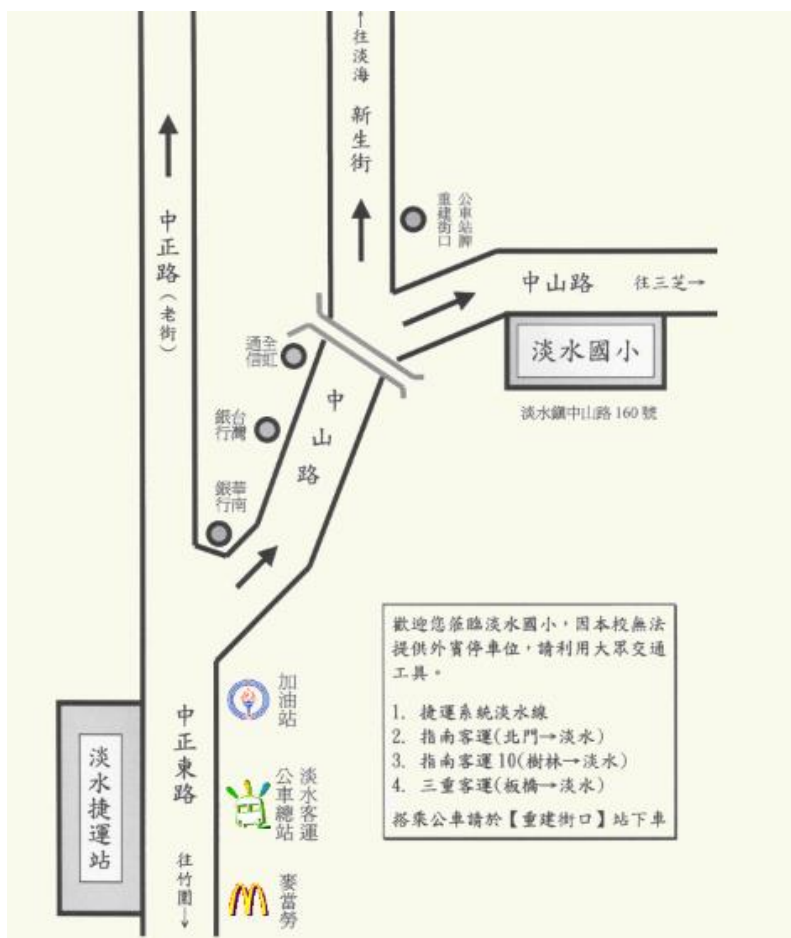 ←往淡海
新生街
中正路(老街)
公車站牌
重建街口
中山路
往三芝→
淡水國小
淡水鎮中山路 160 號
全虹
通信
中山路
台灣
銀行
華南
銀行
歡迎您蒞臨淡水國小,因本校無法
提供外賓停車位,請利用大眾交通
工具。
1. 捷運系統淡水線
2. 指南客運(北門→淡水)
3. 指南客運 10(樹林→淡水)
4. 三重客運(板橋→淡水)
搭乘公車請於【重建街口】站下車
加油站
中正東路
淡水捷運站
淡水客運
公車總站
往竹圍→
麥當勞